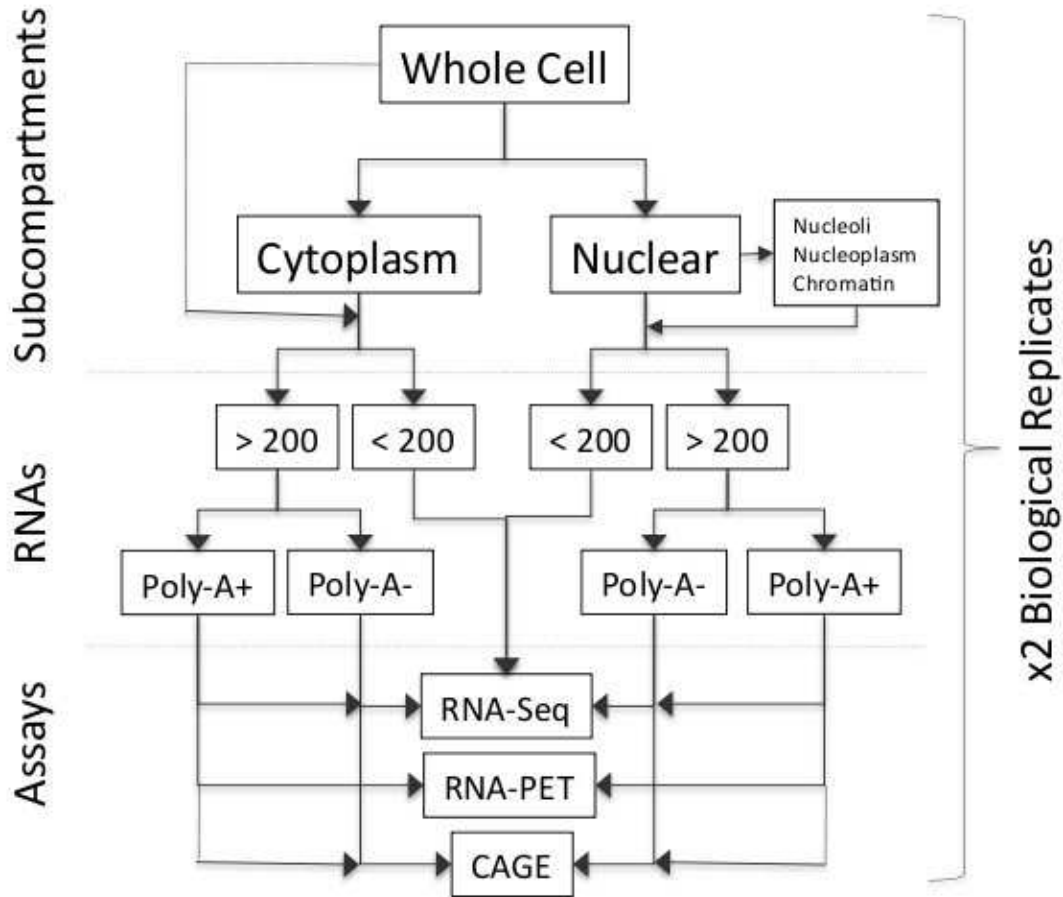 Subcompartments
Whole Cell
Cytoplasm
Nuclear
Nucleoli
Nucleoplasm
Chromatin
RNAs
> 200
< 200
< 200
> 200
Poly-A+
Poly-A-
Poly-A-
Poly-A+
Assays
RNA-Seq
RNA-PET
CAGE
x2 Biological Replicates